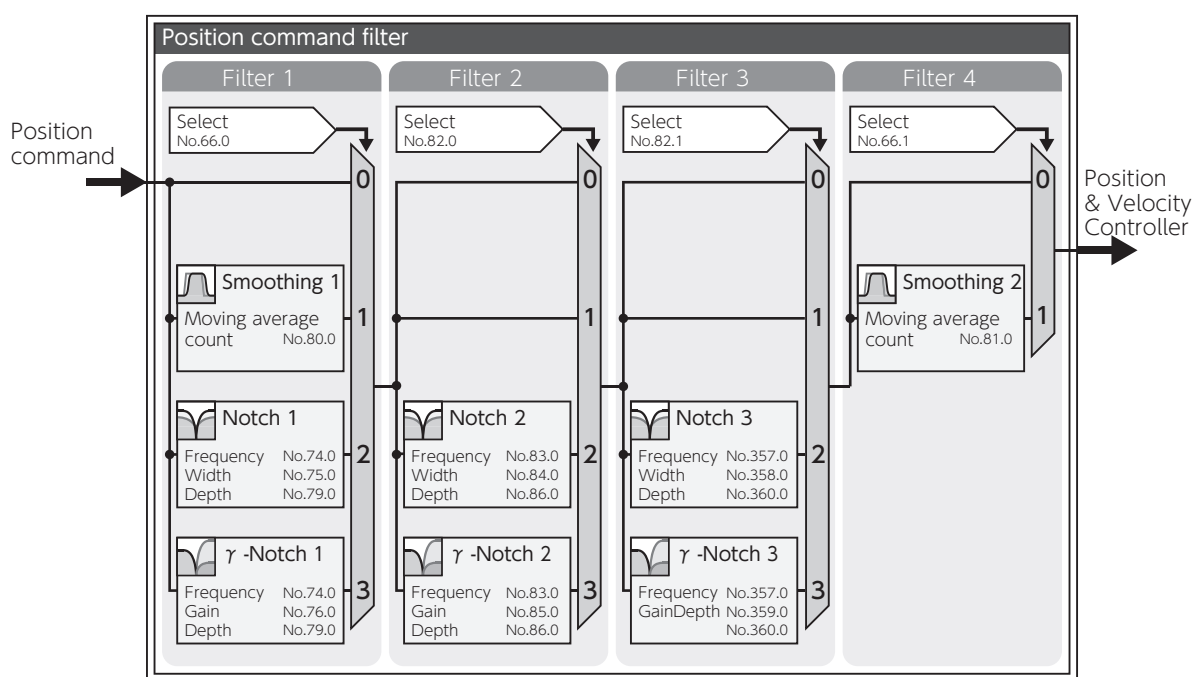 Position command filter
Filter 1
Filter 2
Filter 3
Filter 4
Position
command
Select
No.66.0
0
Smoothing 1
Moving average
count No.80.0
1
Notch 1
Frequency No.74.0
Width No.75.0
Depth No.79.0
2
γ -Notch 1
Frequency No.74.0
Gain No.76.0
Depth No.79.0
3
Select
No.82.0
0
1
Notch 2
Frequency No.83.0
Width No.84.0
Depth No.86.0
2
γ -Notch 2
Frequency No.83.0
Gain No.85.0
Depth No.86.0
3
Select
No.82.1
0
1
Notch 3
Frequency No.357.0
Width No.358.0
Depth No.360.0
2
γ -Notch 3
Frequency No.357.0
GainDepth No.359.0
No.360.0
3
Select
No.66.1
0
Smoothing 2
Moving average
count No.81.0
1
Position
& Velocity
Controller